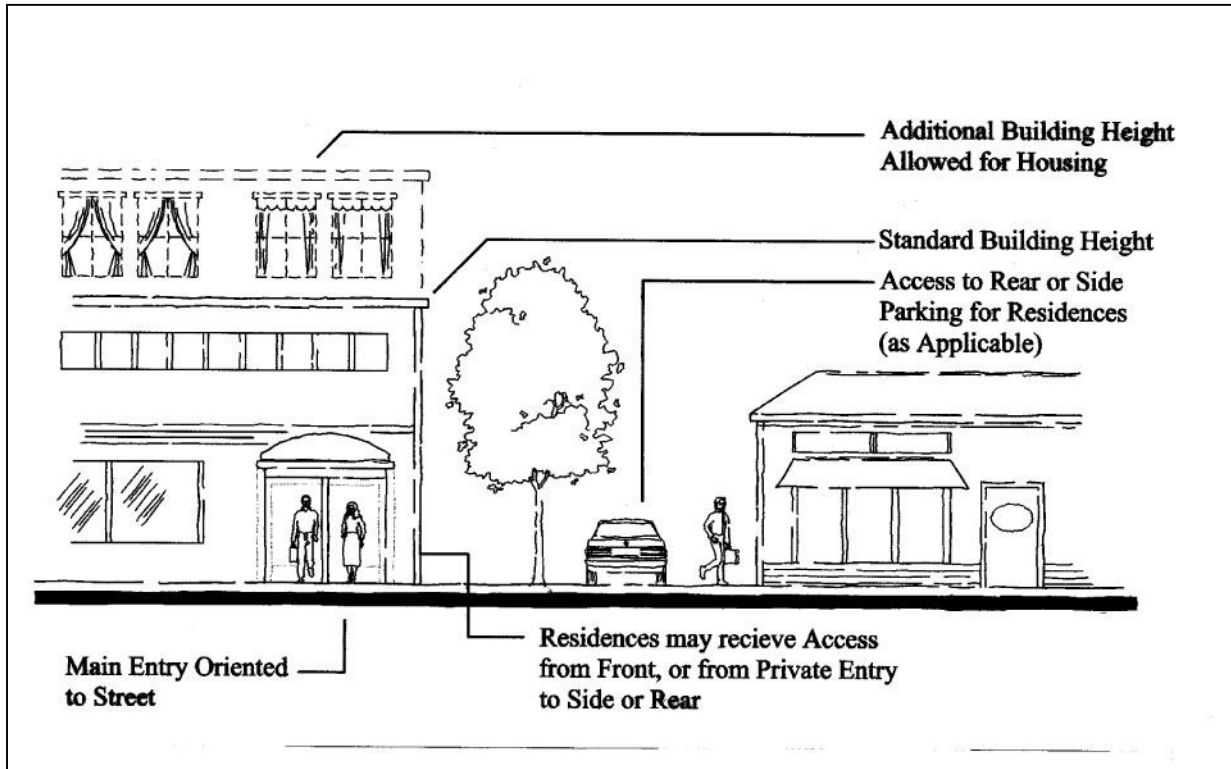 Additional Building Height
Allowed for Housing
Standard Building Height
Access to Rear or Side
Parking for Residences
(as Applicable)
Main Entry Oriented
to Street
Residences may recieve Access
from Front, or from Private Entry
to Side or Rear